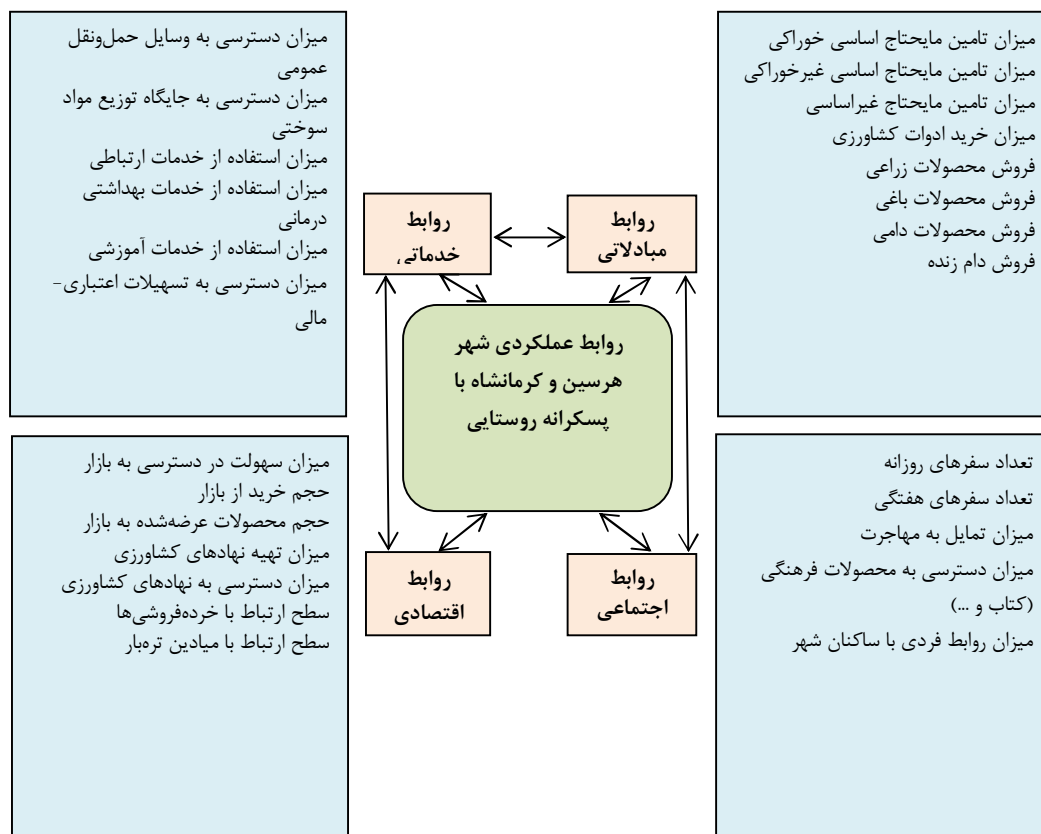 میزان تامین مایحتاج اساسی خوراکی
میزان تامین مایحتاج اساسی غیرخوراکی
میزان تامین مایحتاج غیراساسی
میزان خرید ادوات کشاورزی
فروش محصولات زراعی
فروش محصولات باغی
فروش محصولات دامی
فروش دام زنده
میزان دسترسی به وسایل حمل‌ونقل
عمومی
میزان دسترسی به جایگاه توزیع مواد
سوختی
میزان استفاده از خدمات ارتباطی
میزان استفاده از خدمات بهداشتی
درمانی
میزان استفاده از خدمات آموزشی
میزان دسترسی به تسهیلات اعتباری-
مالی
روابط
مبادلاتی
روابط
خدماتی
روابط عملکردی شهر
هرسین و کرمانشاه با
پسکرانه روستایی
روابط
اجتماعی
روابط
اقتصادی
تعداد سفرهای روزانه
تعداد سفرهای هفتگی
میزان تمایل به مهاجرت
میزان دسترسی به محصولات فرهنگی
(کتاب و ...)
میزان روابط فردی با ساکنان شهر
میزان سهولت در دسترسی به بازار
حجم خرید از بازار
حجم محصولات عرضه‌شده به بازار
میزان تهیه نهادهای کشاورزی
میزان دسترسی به نهادهای کشاورزی
سطح ارتباط با خرده‌فروشی‌ها
سطح ارتباط با میادین تره‌بار